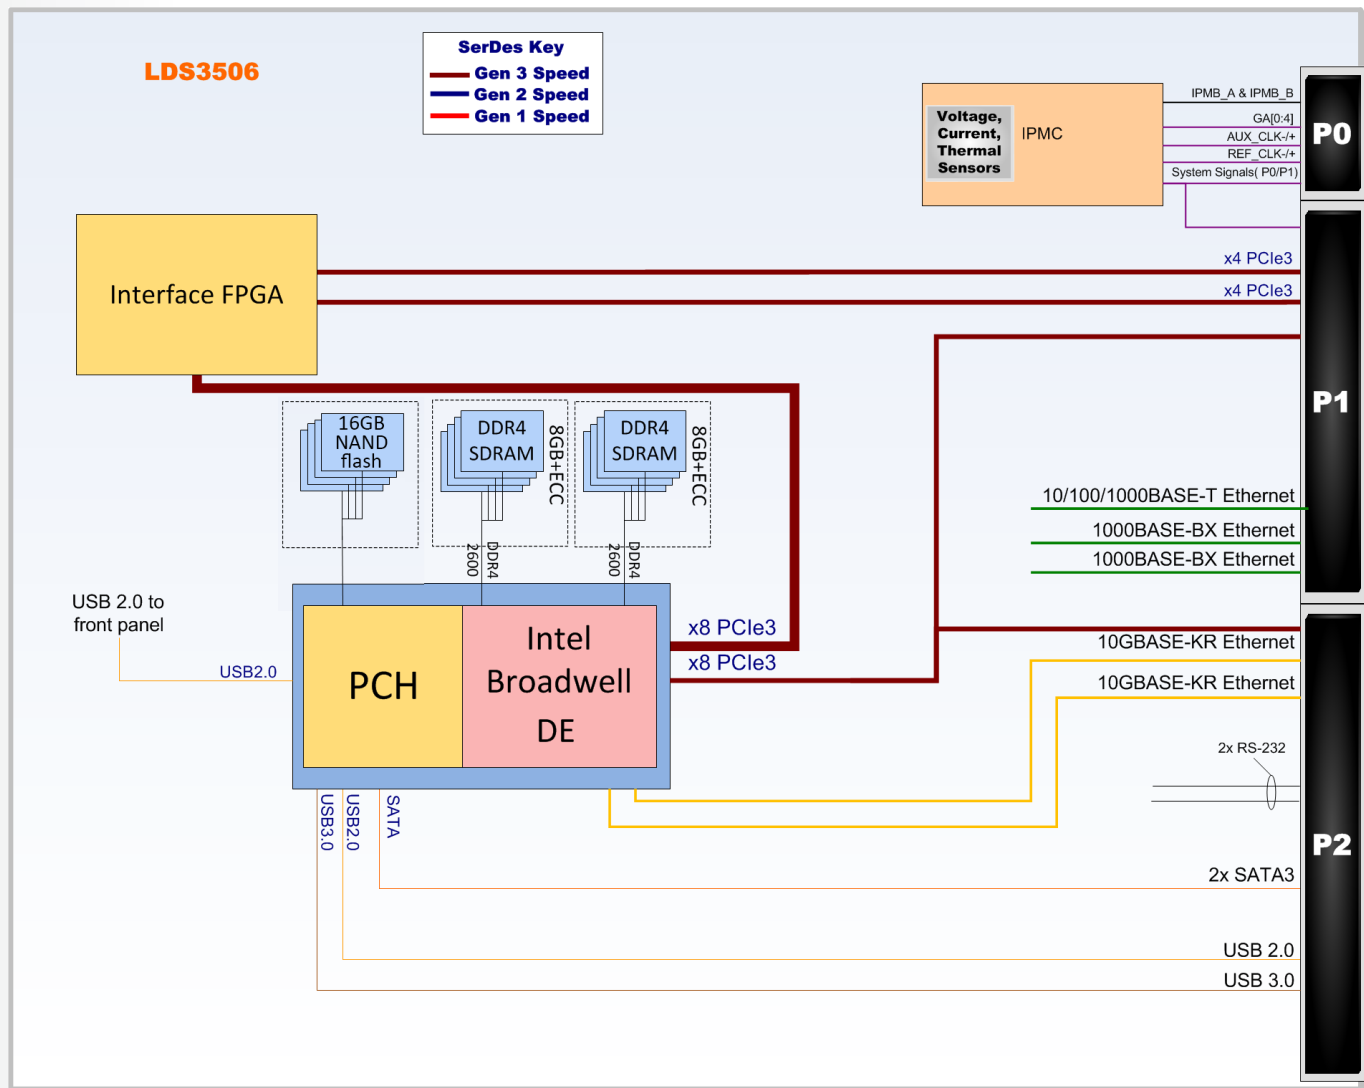 LDS3506
SerDes Key
Gen 3 Speed
Gen 2 Speed
Gen 1 Speed
Voltage,
Current,
Thermal
Sensors
IPMC
IPMB_A & IPMB_B
GA[0:4]
AUX_CLK-/+
REF_CLK-/+
System Signals( P0/P1)
P0
Interface FPGA
x4 PCIe3
x4 PCIe3
P1
16GB
NAND
flash
DDR4
SDRAM
8GB+ECC
DDR4
SDRAM
8GB+ECC
DDR4
2600
DDR4
2600
10/100/1000BASE-T Ethernet
1000BASE-BX Ethernet
1000BASE-BX Ethernet
USB 2.0 to
front panel
USB2.0
PCH
Intel
Broadwell
DE
x8 PCIe3
x8 PCIe3
10GBASE-KR Ethernet
10GBASE-KR Ethernet
2x RS-232
P2
USB3.0
USB2.0
SATA
2x SATA3
USB 2.0
USB 3.0